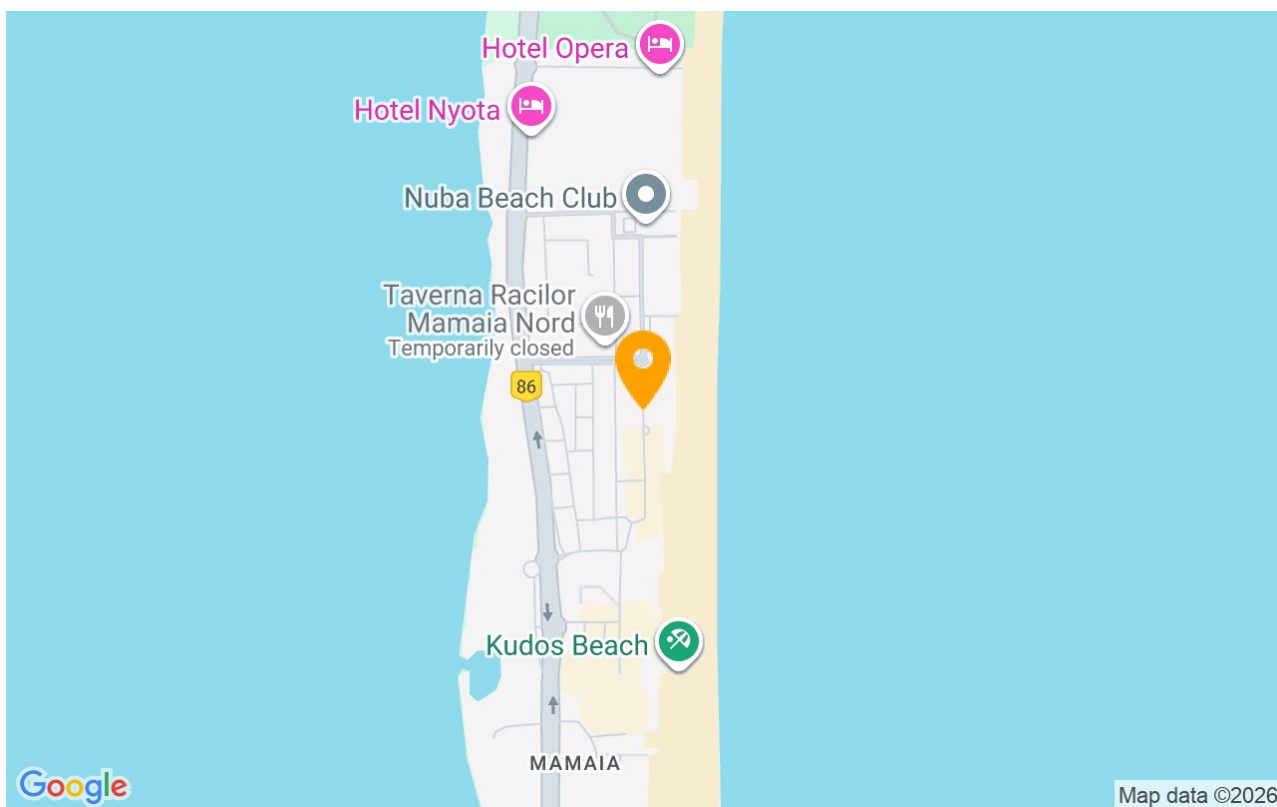 Hotel Opera
Hotel Nyota
Nuba Beach Club
Taverna Racilor
Mamaia Nord
Temporarily closed
86
Kudos Beach
MAMAIA
Google
Map data ©2026